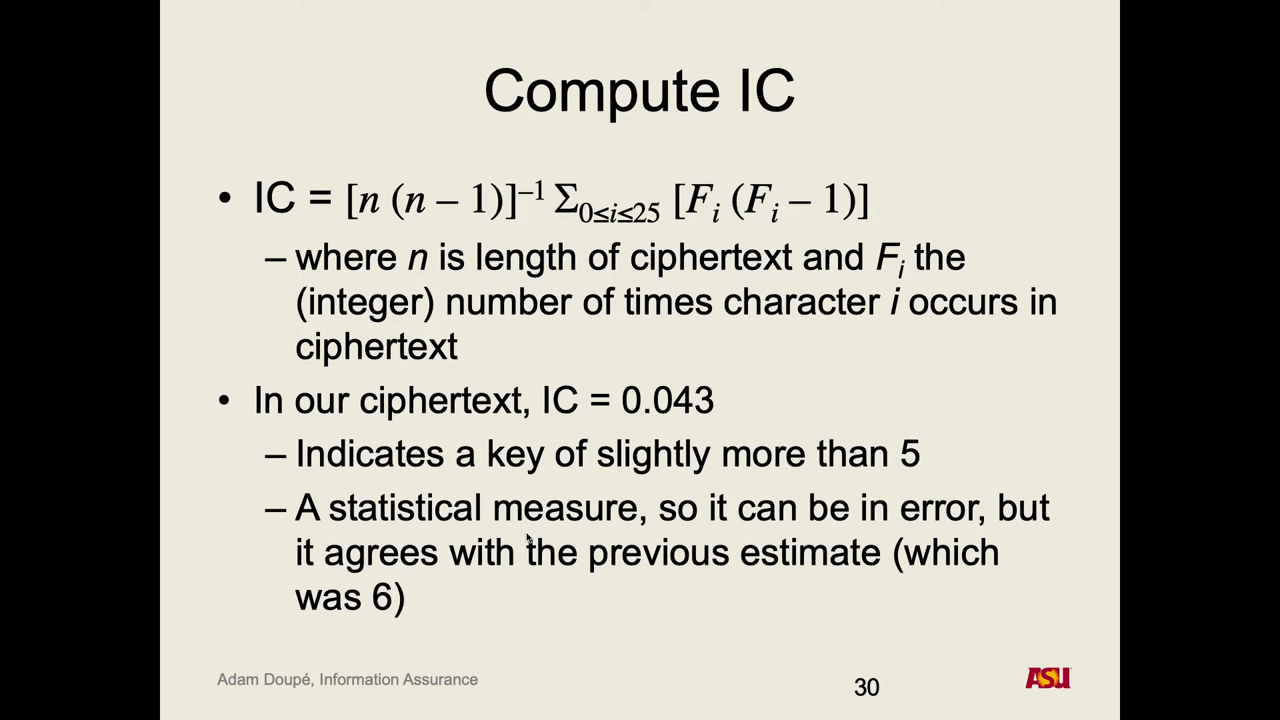 Compute IC
• IC = [n (n – 1)]⁻¹ Σ₀≤i≤25 [Fᵢ (Fᵢ – 1)]
– where n is length of ciphertext and Fᵢ the
(integer) number of times character i occurs in
ciphertext
• In our ciphertext, IC = 0.043
– Indicates a key of slightly more than 5
– A statistical measure, so it can be in error, but
it agrees with the previous estimate (which
was 6)
Adam Doupé, Information Assurance
30
ASU